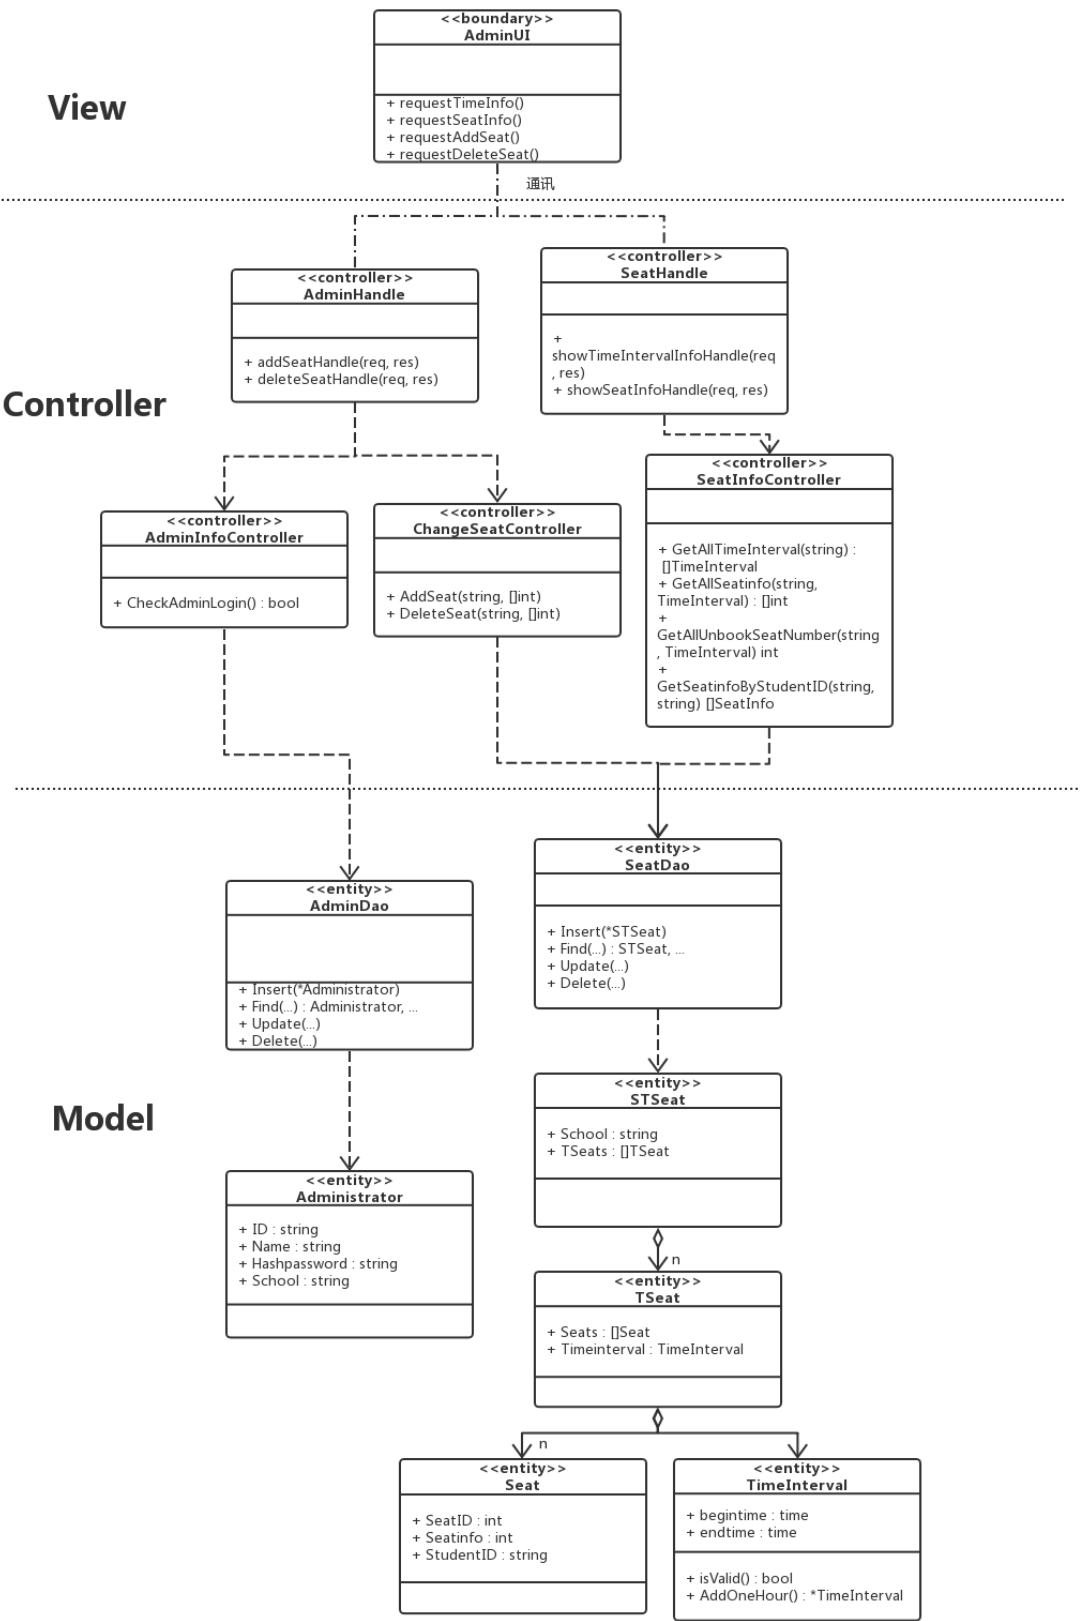 <<boundary>>
AdminUI
View
+ requestTimeInfo()
+ requestSeatInfo()
+ requestAddSeat()
+ requestDeleteSeat()
通讯
<<controller>>
AdminHandle
+ addSeatHandle(req, res)
+ deleteSeatHandle(req, res)
<<controller>>
SeatHandle
+
showTimeIntervalInfoHandle(req
, res)
+ showSeatInfoHandle(req, res)
Controller
<<controller>>
AdminInfoController
+ CheckAdminLogin() : bool
<<controller>>
ChangeSeatController
+ AddSeat(string, []int)
+ DeleteSeat(string, []int)
<<controller>>
SeatInfoController
+ GetAllTimeInterval(string) :
[]TimeInterval
+ GetAllSeatinfo(string,
TimeInterval) : []int
+
GetAllUnbookSeatNumber(string
, TimeInterval) int
+
GetSeatinfoByStudentID(string,
string) []SeatInfo
<<entity>>
AdminDao
+ Insert(*Administrator)
+ Find(...) : Administrator, ...
+ Update(...)
+ Delete(...)
<<entity>>
SeatDao
+ Insert(*STSeat)
+ Find(...) : STSeat, ...
+ Update(...)
+ Delete(...)
Model
<<entity>>
Administrator
+ ID : string
+ Name : string
+ Hashpassword : string
+ School : string
<<entity>>
STSeat
+ School : string
+ TSeats : []TSeat
n
<<entity>>
TSeat
+ Seats : []Seat
+ Timeinterval : TimeInterval
n
<<entity>>
Seat
+ SeatID : int
+ Seatinfo : int
+ StudentID : string
<<entity>>
TimeInterval
+ begintime : time
+ endtime : time
+ isValid() : bool
+ AddOneHour() : *TimeInterval